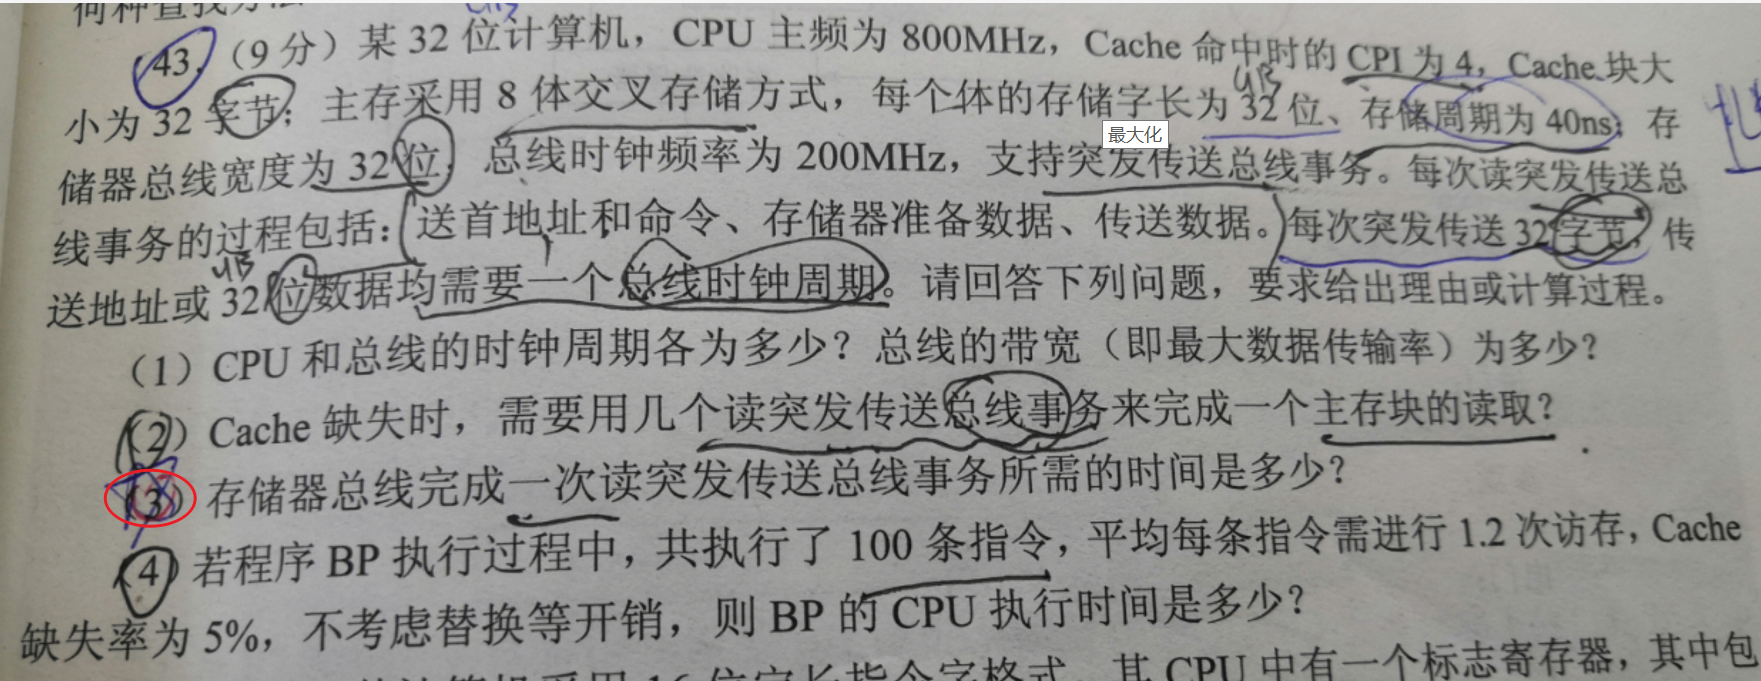 何种查找方法
43.（9 分）某 32 位计算机，CPU 主频为 800MHz，Cache 命中时的 CPI 为 4，Cache 块大
小为 32 字节；主存采用 8 体交叉存储方式，每个体的存储字长为 32 位、存储周期为 40ns；存
储器总线宽度为 32 位，总线时钟频率为 200MHz，支持突发传送总线事务。每次读突发传送总
线事务的过程包括：送首地址和命令、存储器准备数据、传送数据。每次突发传送 32 字节，传
送地址或 32 位数据均需要一个总线时钟周期。请回答下列问题，要求给出理由或计算过程。
（1）CPU 和总线的时钟周期各为多少？总线的带宽（即最大数据传输率）为多少？
（2）Cache 缺失时，需要用几个读突发传送总线事务来完成一个主存块的读取？
（3）存储器总线完成一次读突发传送总线事务所需的时间是多少？
（4）若程序 BP 执行过程中，共执行了 100 条指令，平均每条指令需进行 1.2 次访存，Cache
缺失率为 5%，不考虑替换等开销，则 BP 的 CPU 执行时间是多少？
16 位字长指令字格式，其 CPU 中有一个标志寄存器，其中包
最大化
4B
4B